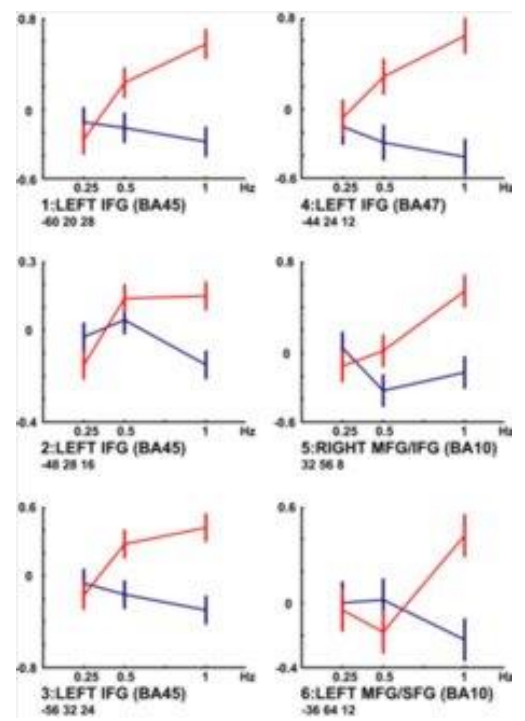 0.8
0
-0.6
0.25 0.5 1 Hz
1:LEFT IFG (BA45)
-60 20 28
0.8
0
-0.6
0.25 0.5 1 Hz
4:LEFT IFG (BA47)
-44 24 12
0.3
0
-0.4
0.25 0.5 1 Hz
2:LEFT IFG (BA45)
-48 28 16
0.8
0
-0.6
0.25 0.5 1 Hz
5:RIGHT MFG/IFG (BA10)
32 56 8
0.6
0
-0.8
0.25 0.5 1 Hz
3:LEFT IFG (BA45)
-56 32 24
0.6
0
-0.4
0.25 0.5 1 Hz
6:LEFT MFG/SFG (BA10)
-36 64 12